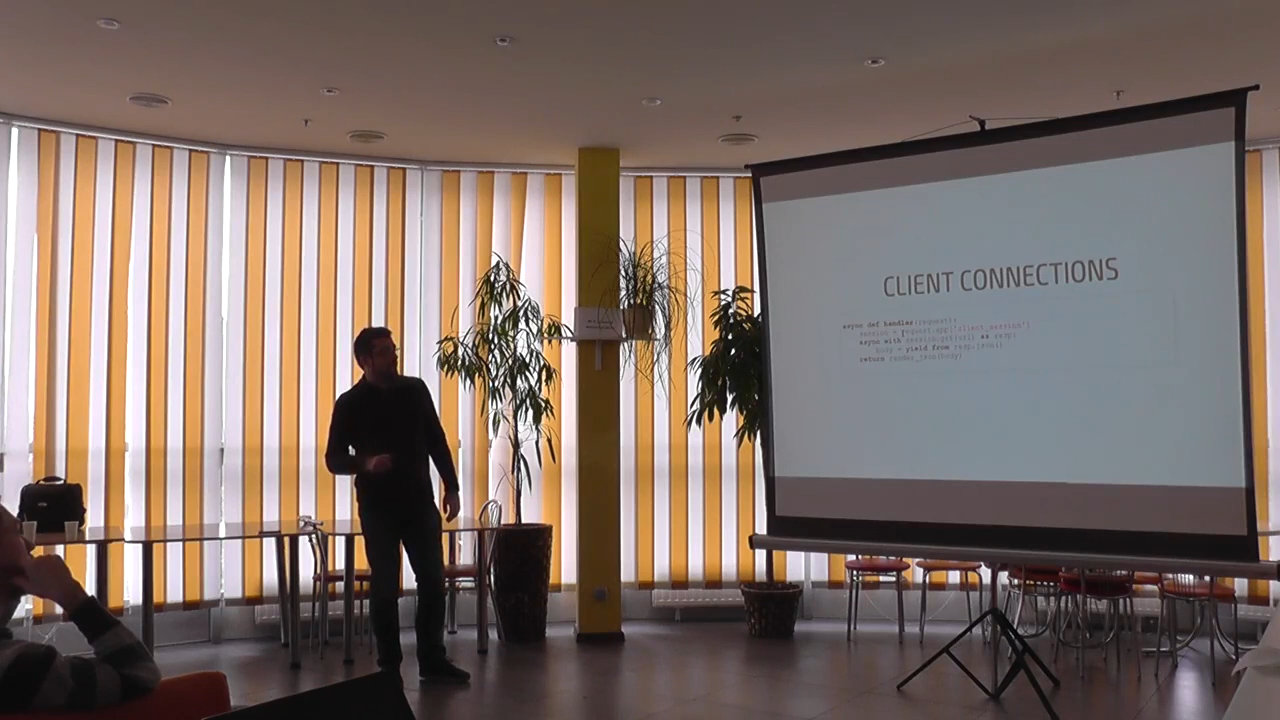 CLIENT CONNECTIONS
async def handler(request):
session = request.app['client_session']
async with session.get(url) as resp:
body = yield from resp.json()
return render_json(body)